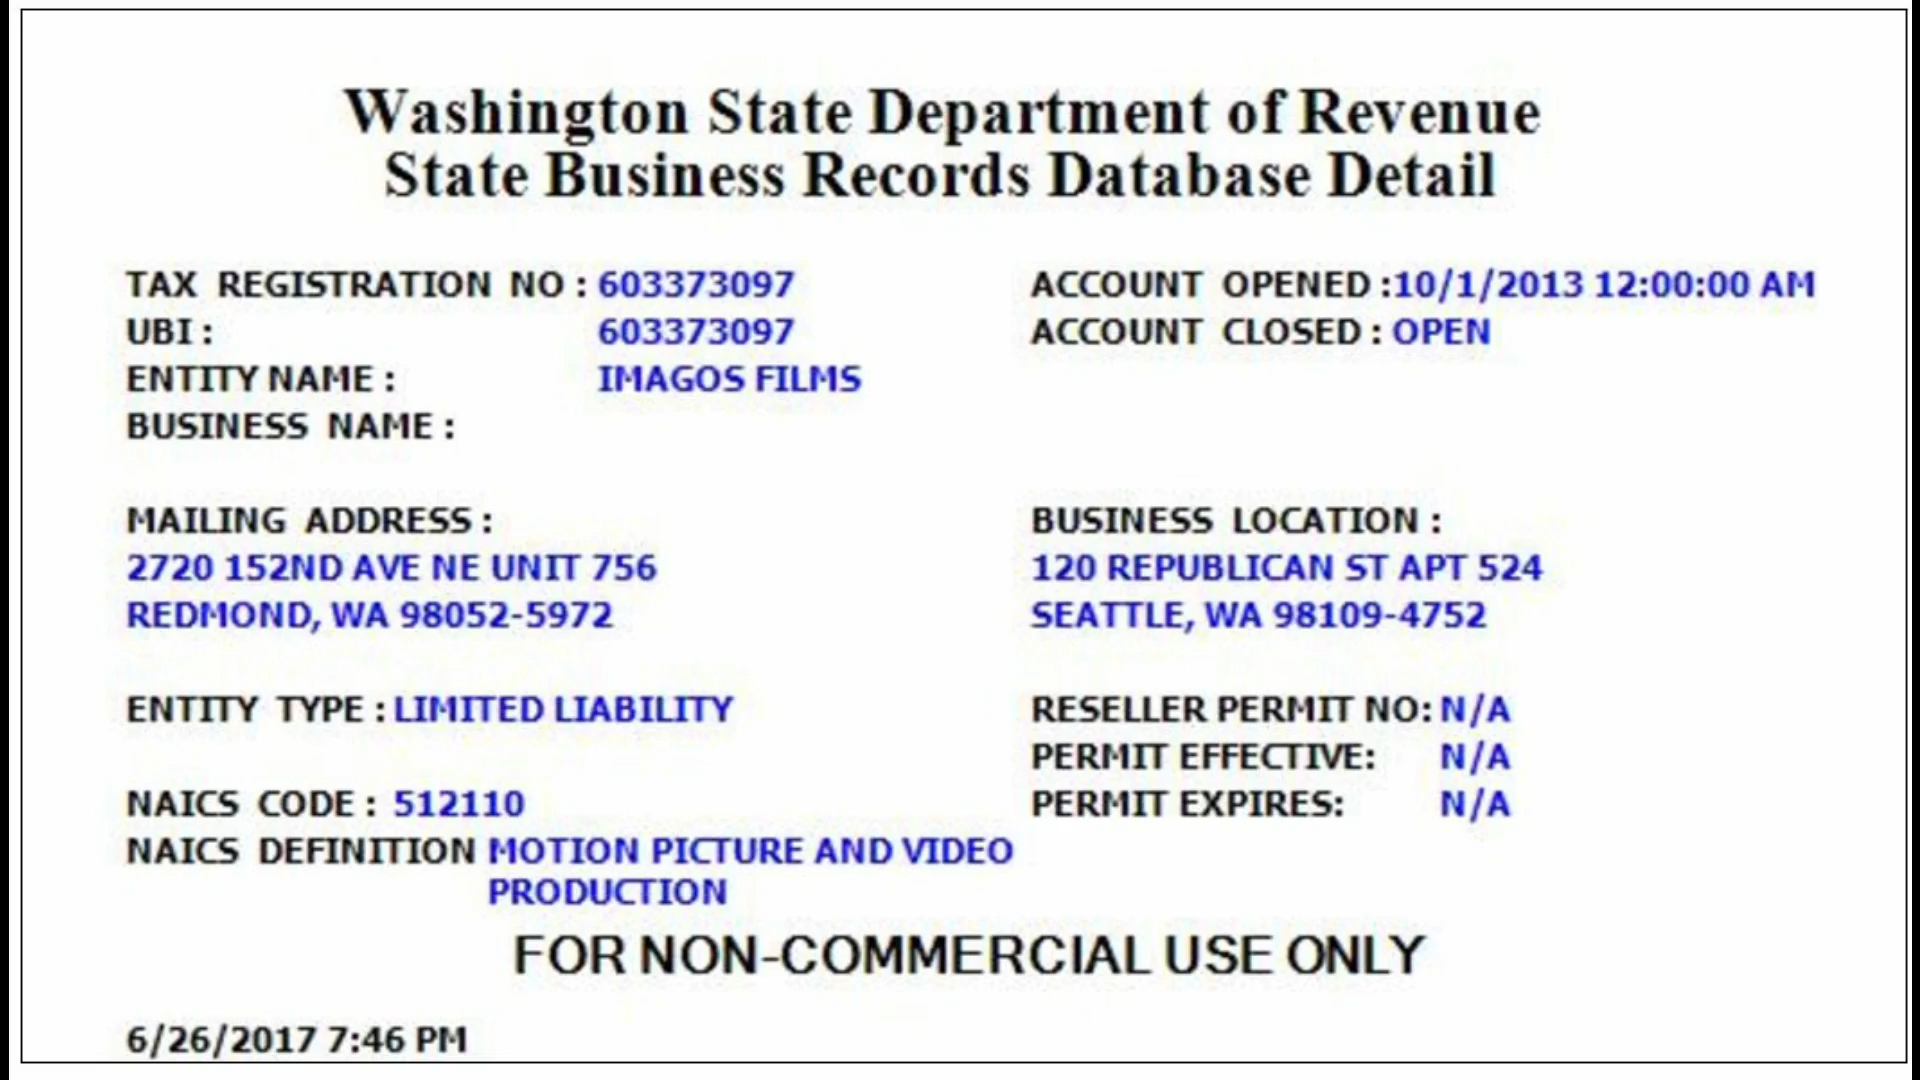 Washington State Department of Revenue
State Business Records Database Detail
TAX REGISTRATION NO : 603373097
ACCOUNT OPENED :10/1/2013 12:00:00 AM
UBI : 603373097
ACCOUNT CLOSED : OPEN
ENTITY NAME : IMAGOS FILMS
BUSINESS NAME :
MAILING ADDRESS :
2720 152ND AVE NE UNIT 756
REDMOND, WA 98052-5972
BUSINESS LOCATION :
120 REPUBLICAN ST APT 524
SEATTLE, WA 98109-4752
ENTITY TYPE : LIMITED LIABILITY
RESELLER PERMIT NO: N/A
PERMIT EFFECTIVE: N/A
PERMIT EXPIRES: N/A
NAICS CODE : 512110
NAICS DEFINITION MOTION PICTURE AND VIDEO
PRODUCTION
FOR NON-COMMERCIAL USE ONLY
6/26/2017 7:46 PM